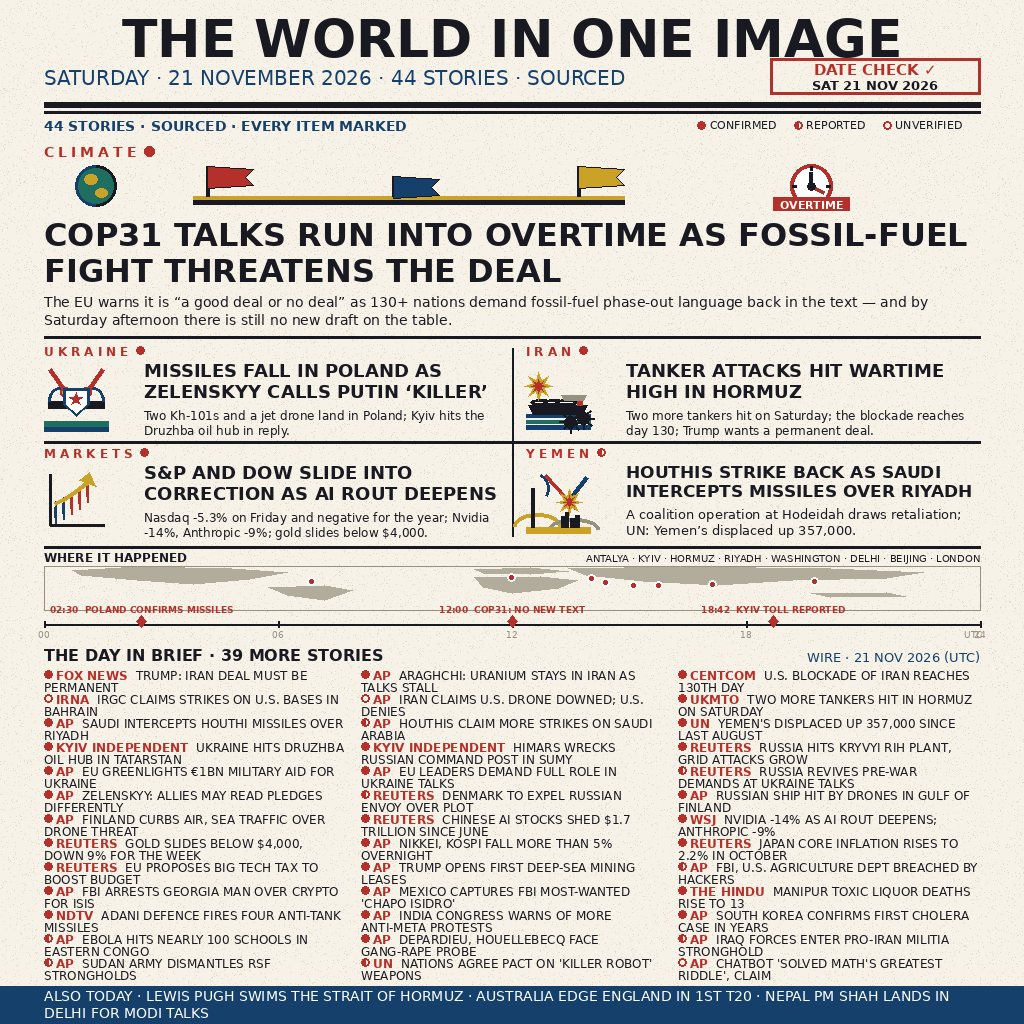 THE WORLD IN ONE IMAGE
SATURDAY · 21 NOVEMBER 2026 · 44 STORIES · SOURCED
DATE CHECK ✓
SAT 21 NOV 2026
44 STORIES · SOURCED · EVERY ITEM MARKED
CONFIRMED REPORTED UNVERIFIED
CLIMATE
OVERTIME
COP31 TALKS RUN INTO OVERTIME AS FOSSIL-FUEL
FIGHT THREATENS THE DEAL
The EU warns it is “a good deal or no deal” as 130+ nations demand fossil-fuel phase-out language back in the text — and by
Saturday afternoon there is still no new draft on the table.
UKRAINE
MISSILES FALL IN POLAND AS
ZELENSKYY CALLS PUTIN ‘KILLER’
Two Kh-101s and a jet drone land in Poland; Kyiv hits the
Druzhba oil hub in reply.
IRAN
TANKER ATTACKS HIT WARTIME
HIGH IN HORMUZ
Two more tankers hit on Saturday; the blockade reaches
day 130; Trump wants a permanent deal.
MARKETS
S&P AND DOW SLIDE INTO
CORRECTION AS AI ROUT DEEPENS
Nasdaq -5.3% on Friday and negative for the year; Nvidia
-14%, Anthropic -9%; gold slides below $4,000.
YEMEN
HOUTHIS STRIKE BACK AS SAUDI
INTERCEPTS MISSILES OVER RIYADH
A coalition operation at Hodeidah draws retaliation;
UN: Yemen’s displaced up 357,000.
WHERE IT HAPPENED
ANTALYA · KYIV · HORMUZ · RIYADH · WASHINGTON · DELHI · BEIJING · LONDON
02:30 POLAND CONFIRMS MISSILES
12:00 COP31: NO NEW TEXT
18:42 KYIV TOLL REPORTED
00 06 12 18 24 UTC
THE DAY IN BRIEF · 39 MORE STORIES
WIRE · 21 NOV 2026 (UTC)
FOX NEWS TRUMP: IRAN DEAL MUST BE
PERMANENT
IRNA IRGC CLAIMS STRIKES ON U.S. BASES IN
BAHRAIN
AP SAUDI INTERCEPTS HOUTHI MISSILES OVER
RIYADH
KYIV INDEPENDENT UKRAINE HITS DRUZHBA
OIL HUB IN TATARSTAN
AP EU GREENLIGHTS €1BN MILITARY AID FOR
UKRAINE
AP ZELENSKYY: ALLIES MAY READ PLEDGES
DIFFERENTLY
AP FINLAND CURBS AIR, SEA TRAFFIC OVER
DRONE THREAT
REUTERS GOLD SLIDES BELOW $4,000,
DOWN 9% FOR THE WEEK
REUTERS EU PROPOSES BIG TECH TAX TO
BOOST BUDGET
AP FBI ARRESTS GEORGIA MAN OVER CRYPTO
FOR ISIS
NDTV ADANI DEFENCE FIRES FOUR ANTI-TANK
MISSILES
AP EBOLA HITS NEARLY 100 SCHOOLS IN
EASTERN CONGO
AP SUDAN ARMY DISMANTLES RSF
STRONGHOLDS
AP ARAGHCHI: URANIUM STAYS IN IRAN AS
TALKS STALL
AP IRAN CLAIMS U.S. DRONE DOWNED; U.S.
DENIES
AP HOUTHIS CLAIM MORE STRIKES ON SAUDI
ARABIA
KYIV INDEPENDENT HIMARS WRECKS
RUSSIAN COMMAND POST IN SUMY
AP EU LEADERS DEMAND FULL ROLE IN
UKRAINE TALKS
REUTERS DENMARK TO EXPEL RUSSIAN
ENVOY OVER PLOT
REUTERS CHINESE AI STOCKS SHED $1.7
TRILLION SINCE JUNE
AP NIKKEI, KOSPI FALL MORE THAN 5%
OVERNIGHT
AP TRUMP OPENS FIRST DEEP-SEA MINING
LEASES
AP MEXICO CAPTURES FBI MOST-WANTED
'CHAPO ISIDRO'
AP INDIA CONGRESS WARNS OF MORE
ANTI-META PROTESTS
AP DEPARDIEU, HOUELLEBECQ FACE
GANG-RAPE PROBE
UN NATIONS AGREE PACT ON 'KILLER ROBOT'
WEAPONS
CENTCOM U.S. BLOCKADE OF IRAN REACHES
130TH DAY
UKMTO TWO MORE TANKERS HIT IN HORMUZ
ON SATURDAY
UN YEMEN'S DISPLACED UP 357,000 SINCE
LAST AUGUST
REUTERS RUSSIA HITS KRYVYI RIH PLANT,
GRID ATTACKS GROW
REUTERS RUSSIA REVIVES PRE-WAR
DEMANDS AT UKRAINE TALKS
AP RUSSIAN SHIP HIT BY DRONES IN GULF OF
FINLAND
WSJ NVIDIA -14% AS AI ROUT DEEPENS;
ANTHROPIC -9%
REUTERS JAPAN CORE INFLATION RISES TO
2.2% IN OCTOBER
AP FBI, U.S. AGRICULTURE DEPT BREACHED BY
HACKERS
THE HINDU MANIPUR TOXIC LIQUOR DEATHS
RISE TO 13
AP SOUTH KOREA CONFIRMS FIRST CHOLERA
CASE IN YEARS
AP IRAQ FORCES ENTER PRO-IRAN MILITIA
STRONGHOLD
AP CHATBOT 'SOLVED MATH'S GREATEST
RIDDLE', CLAIM
ALSO TODAY · LEWIS PUGH SWIMS THE STRAIT OF HORMUZ · AUSTRALIA EDGE ENGLAND IN 1ST T20 · NEPAL PM SHAH LANDS IN
DELHI FOR MODI TALKS